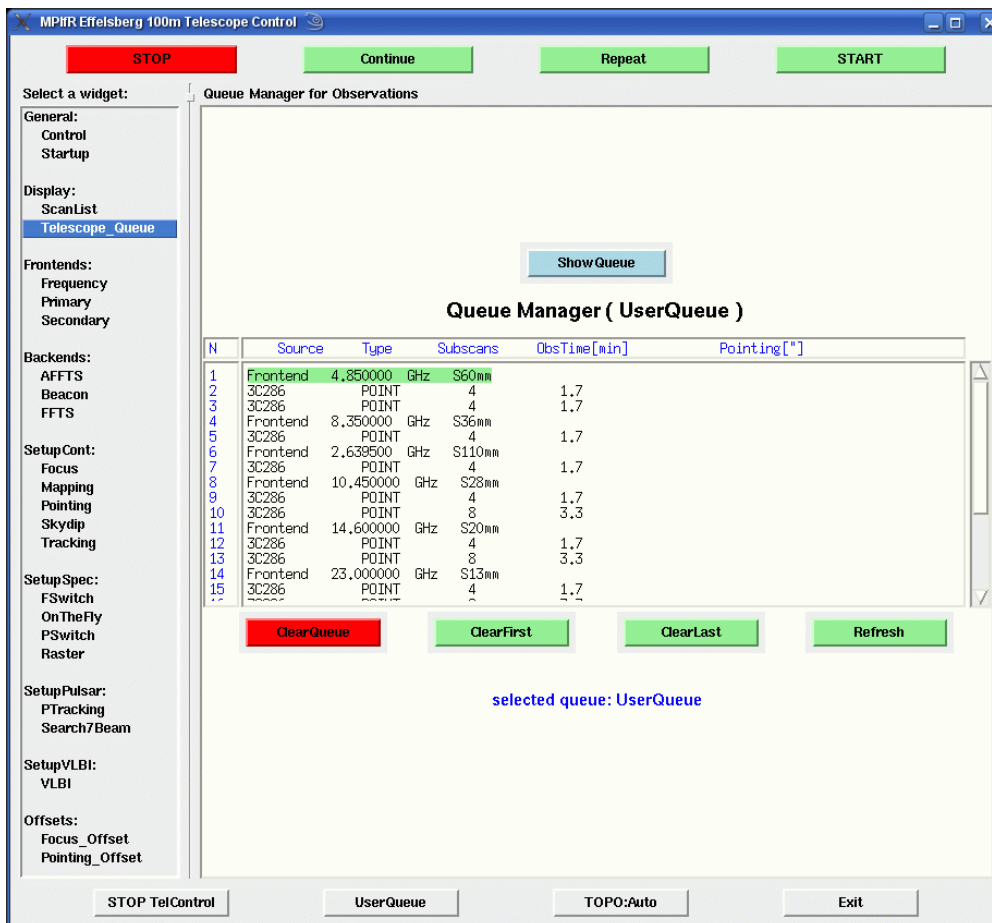 MPIfR Effelsberg 100m Telescope Control
STOP Continue Repeat START
Select a widget:
General:
Control
Startup
Display:
ScanList
Telescope_Queue
Frontends:
Frequency
Primary
Secondary
Backends:
AFFTS
Beacon
FFTS
SetupCont:
Focus
Mapping
Pointing
Skydip
Tracking
SetupSpec:
FSwitch
OnTheFly
PSwitch
Raster
SetupPulsar:
PTracking
Search7Beam
SetupVLBI:
VLBI
Offsets:
Focus_Offset
Pointing_Offset
Queue Manager for Observations
ShowQueue
Queue Manager ( UserQueue )
N Source Type Subscans ObsTime[min] Pointing["]
1 Frontend 4.850000 GHz S60mm
2 3C286 POINT 4 1.7
3 3C286 POINT 4 1.7
4 Frontend 8.350000 GHz S36mm
5 3C286 POINT 4 1.7
6 Frontend 2.639500 GHz S110mm
7 3C286 POINT 4 1.7
8 Frontend 10.450000 GHz S28mm
9 3C286 POINT 4 1.7
10 3C286 POINT 8 3.3
11 Frontend 14.600000 GHz S20mm
12 3C286 POINT 4 1.7
13 3C286 POINT 8 3.3
14 Frontend 23.000000 GHz S13mm
15 3C286 POINT 4 1.7
ClearQueue ClearFirst ClearLast Refresh
selected queue: UserQueue
STOP TelControl UserQueue TOPO:Auto Exit